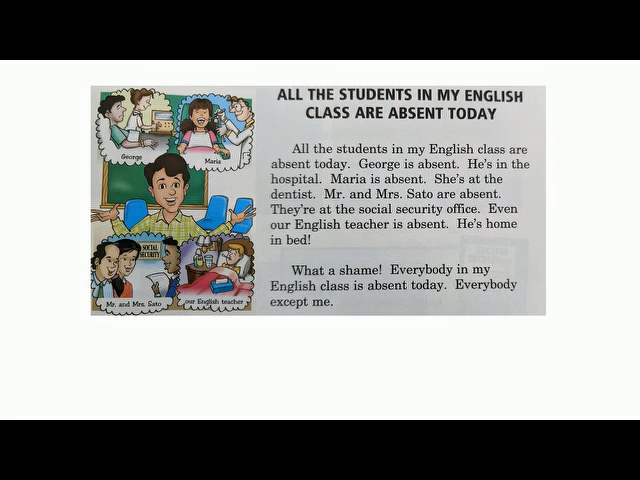 ALL THE STUDENTS IN MY ENGLISH
CLASS ARE ABSENT TODAY
George
Maria
SOCIAL
SECURITY
Mr. and Mrs. Sato
our English teacher
All the students in my English class are
absent today. George is absent. He's in the
hospital. Maria is absent. She's at the
dentist. Mr. and Mrs. Sato are absent.
They're at the social security office. Even
our English teacher is absent. He's home
in bed!
What a shame! Everybody in my
English class is absent today. Everybody
except me.